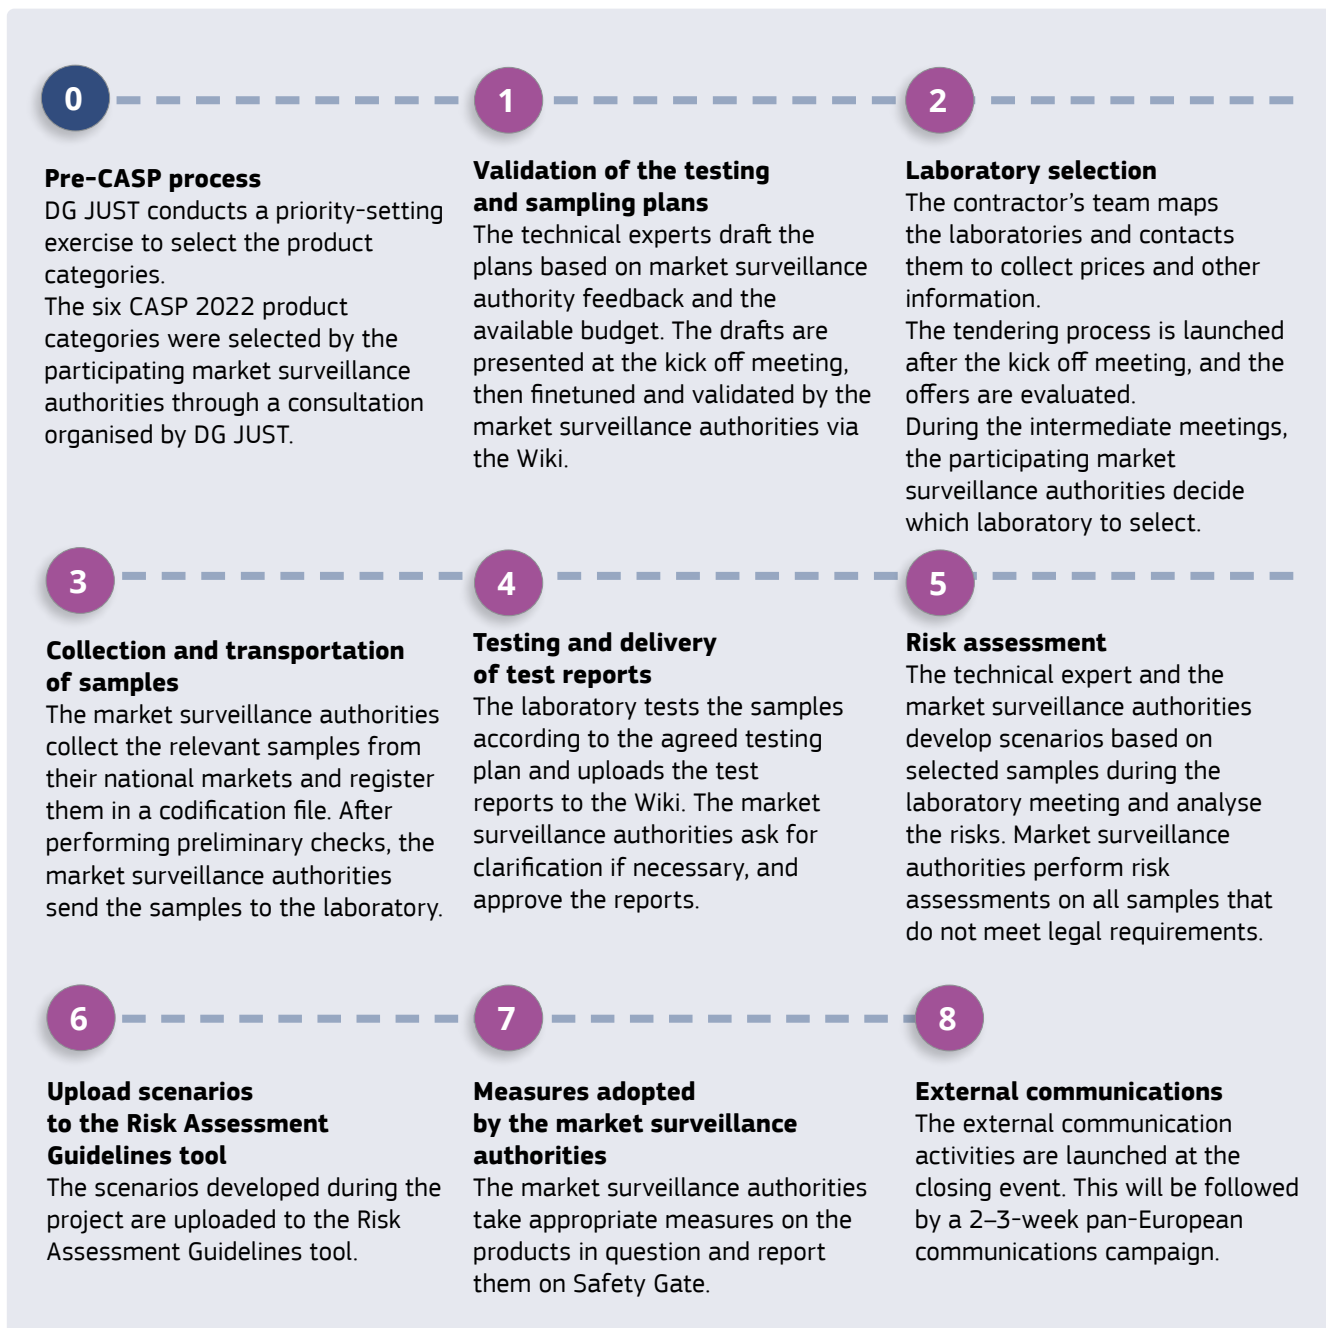 0
Pre-CASP process
DG JUST conducts a priority-setting
exercise to select the product
categories.
The six CASP 2022 product
categories were selected by the
participating market surveillance
authorities through a consultation
organised by DG JUST.
1
Validation of the testing
and sampling plans
The technical experts draft the
plans based on market surveillance
authority feedback and the
available budget. The drafts are
presented at the kick off meeting,
then finetuned and validated by the
market surveillance authorities via
the Wiki.
2
Laboratory selection
The contractor’s team maps
the laboratories and contacts
them to collect prices and other
information.
The tendering process is launched
after the kick off meeting, and the
offers are evaluated.
During the intermediate meetings,
the participating market
surveillance authorities decide
which laboratory to select.
3
Collection and transportation
of samples
The market surveillance authorities
collect the relevant samples from
their national markets and register
them in a codification file. After
performing preliminary checks, the
market surveillance authorities
send the samples to the laboratory.
4
Testing and delivery
of test reports
The laboratory tests the samples
according to the agreed testing
plan and uploads the test
reports to the Wiki. The market
surveillance authorities ask for
clarification if necessary, and
approve the reports.
5
Risk assessment
The technical expert and the
market surveillance authorities
develop scenarios based on
selected samples during the
laboratory meeting and analyse
the risks. Market surveillance
authorities perform risk
assessments on all samples that
do not meet legal requirements.
6
Upload scenarios
to the Risk Assessment
Guidelines tool
The scenarios developed during the
project are uploaded to the Risk
Assessment Guidelines tool.
7
Measures adopted
by the market surveillance
authorities
The market surveillance authorities
take appropriate measures on the
products in question and report
them on Safety Gate.
8
External communications
The external communication
activities are launched at the
closing event. This will be followed
by a 2–3-week pan-European
communications campaign.